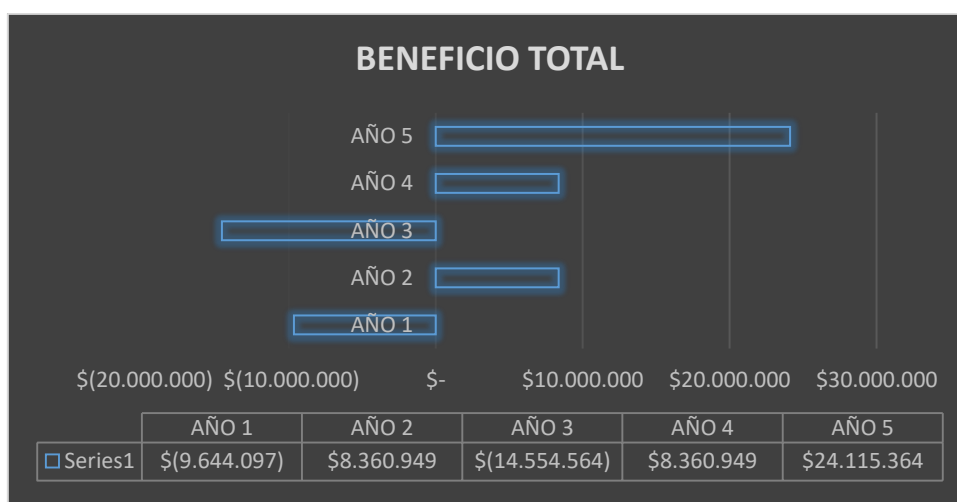 BENEFICIO TOTAL
AÑO 5
AÑO 4
AÑO 3
AÑO 2
AÑO 1
$(20.000.000) $(10.000.000) $- $10.000.000 $20.000.000 $30.000.000
AÑO 1 AÑO 2 AÑO 3 AÑO 4 AÑO 5
Series1 $(9.644.097) $8.360.949 $(14.554.564) $8.360.949 $24.115.364